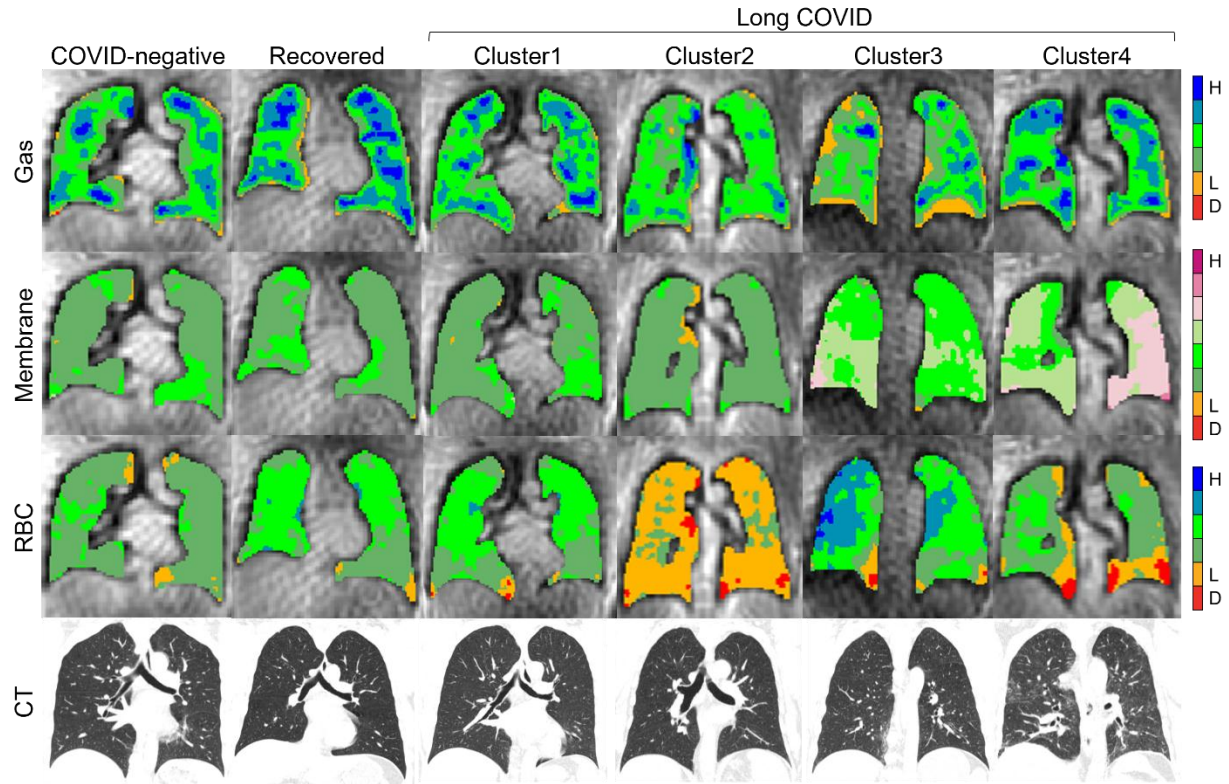 Long COVID
COVID-negative Recovered Cluster1 Cluster2 Cluster3 Cluster4
Gas
H
L
D
Membrane
H
L
D
RBC
H
L
D
CT